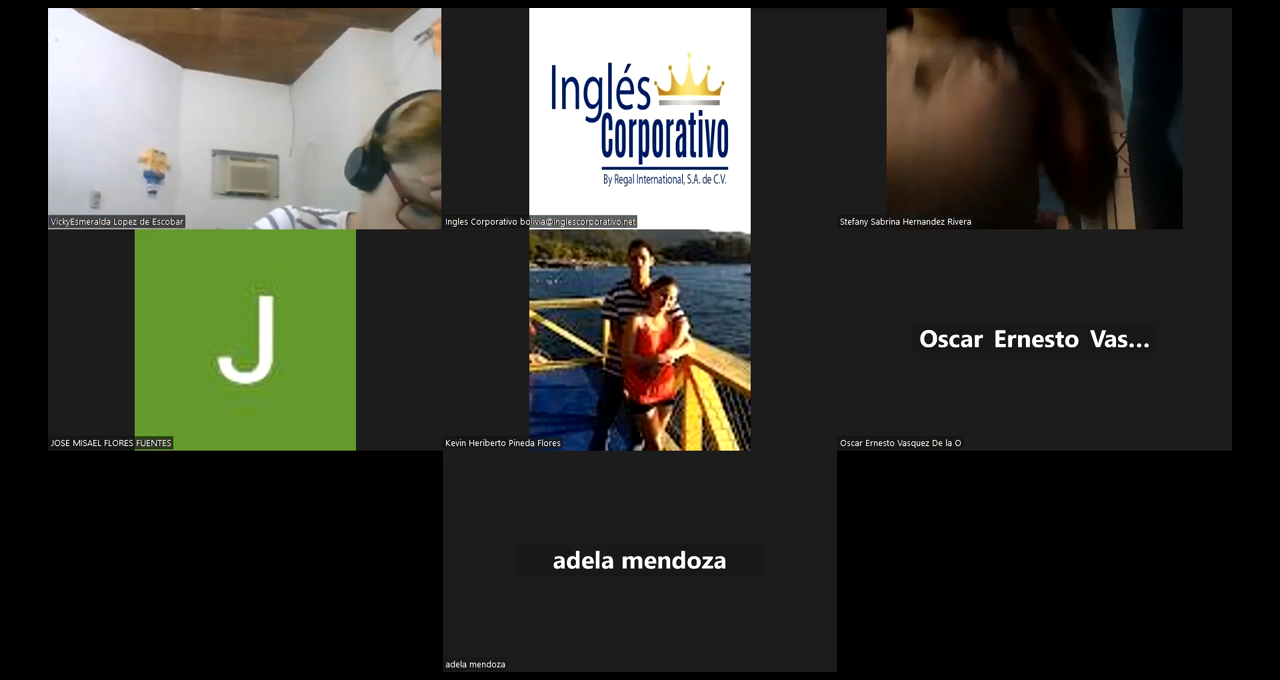 Inglés
Corporativo
By Regal International, S.A. de C.V.
VickyEsmeralda Lopez de Escobar
Ingles Corporativo bolivia@inglescorporativo.net
Stefany Sabrina Hernandez Rivera
J
Oscar Ernesto Vas...
JOSE MISAEL FLORES FUENTES
Kevin Heriberto Pineda Flores
Oscar Ernesto Vasquez De la O
adela mendoza
adela mendoza